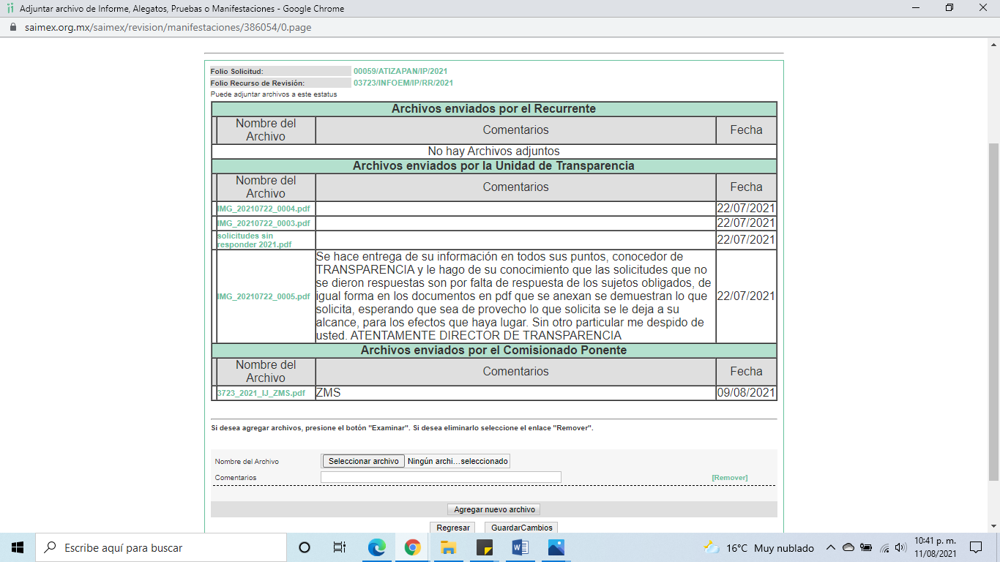 Adjuntar archivo de Informe, Alegatos, Pruebas o Manifestaciones - Google Chrome
saimex.org.mx/saimex/revision/manifestaciones/386054/0.page
Folio Solicitud: 00059/ATIZAPAN/IP/2021
Folio Recurso de Revisión: 03723/INFOEM/IP/RR/2021
Puede adjuntar archivos a este estatus
Archivos enviados por el Recurrente
Nombre del
Archivo
Comentarios
Fecha
No hay Archivos adjuntos
Archivos enviados por la Unidad de Transparencia
Nombre del
Archivo
Comentarios
Fecha
IMG_20210722_0004.pdf 22/07/2021
IMG_20210722_0003.pdf 22/07/2021
solicitudes sin
responder 2021.pdf
22/07/2021
IMG_20210722_0005.pdf
Se hace entrega de su información en todos sus puntos, conocedor de
TRANSPARENCIA y le hago de su conocimiento que las solicitudes que no
se dieron respuestas son por falta de respuesta de los sujetos obligados, de
igual forma en los documentos en pdf que se anexan se demuestran lo que
solicita, esperando que sea de provecho lo que solicita se le deja a su
alcance, para los efectos que haya lugar. Sin otro particular me despido de
usted. ATENTAMENTE DIRECTOR DE TRANSPARENCIA
22/07/2021
Archivos enviados por el Comisionado Ponente
Nombre del
Archivo
Comentarios
Fecha
3723_2021_IJ_ZMS.pdf ZMS 09/08/2021
Si desea agregar archivos, presione el botón "Examinar". Si desea eliminarlo seleccione el enlace "Remover".
Nombre del Archivo Seleccionar archivo Ningún archi...seleccionado
Comentarios [Remover]
Agregar nuevo archivo
Regresar GuardarCambios
Escribe aquí para buscar
16°C Muy nublado
10:41 p. m.
11/08/2021